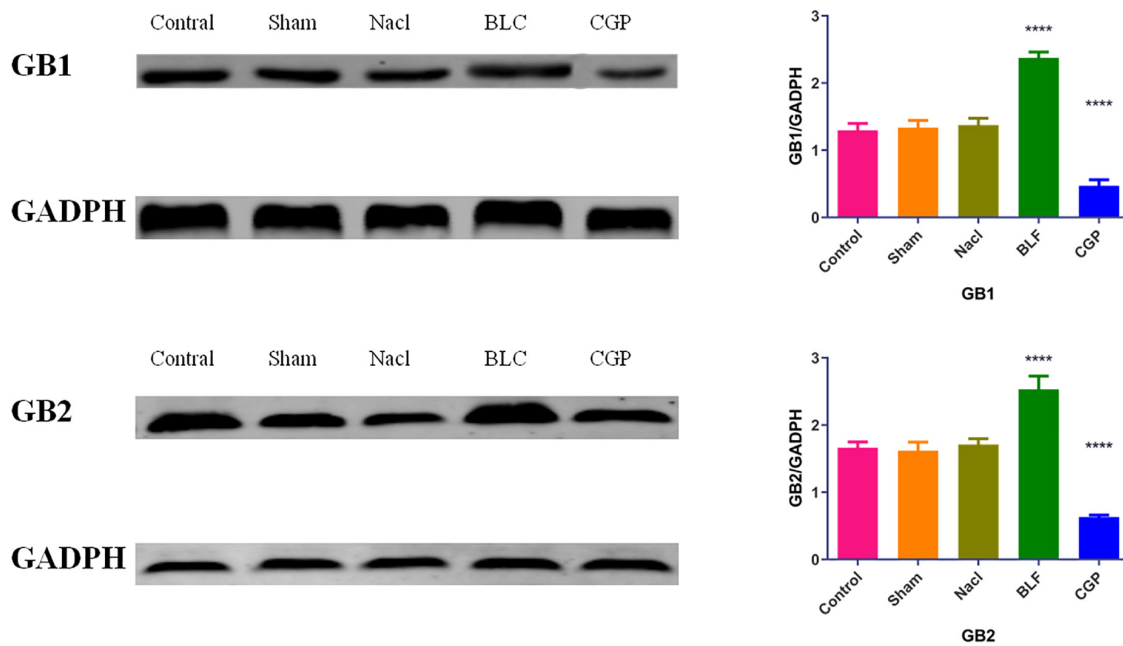 Contral Sham Nacl BLC CGP
GB1
GADPH
3
2
1
0
GB1/GADPH
****
****
Control Sham Nacl BLF CGP
GB1
Contral Sham Nacl BLC CGP
GB2
GADPH
3
2
1
0
GB2/GADPH
****
****
Control Sham Nacl BLF CGP
GB2